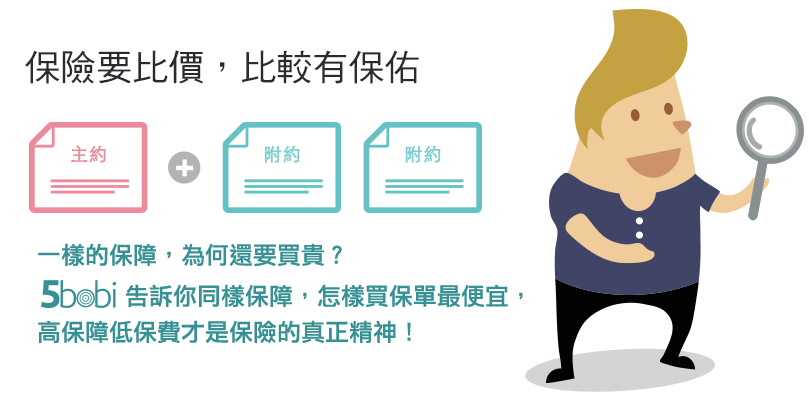 保險要比價，比較有保佑
主約 附約 附約
一樣的保障，為何還要買貴？
5bobi 告訴你同樣保障，怎樣買保單最便宜，
高保障低保費才是保險的真正精神！